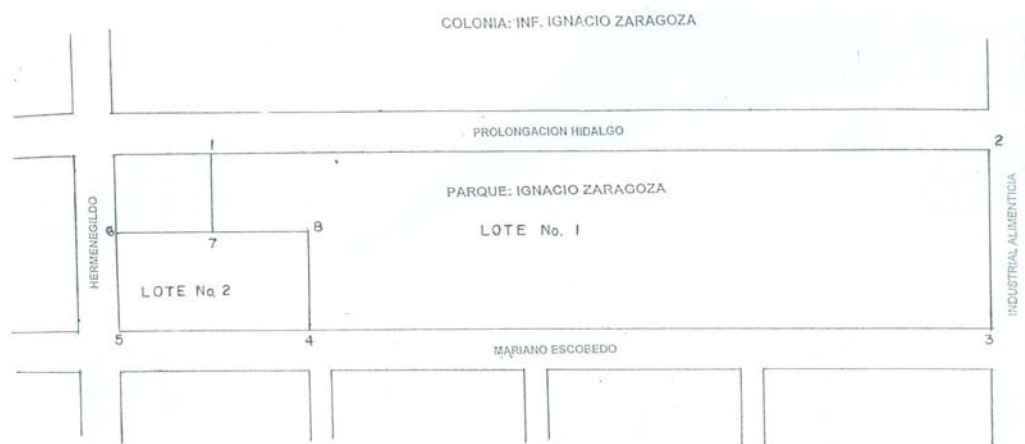 COLONIA: INF. IGNACIO ZARAGOZA
PROLONGACION HIDALGO
1
2
PARQUE: IGNACIO ZARAGOZA
HERMENEGILDO
INDUSTRIAL ALIMENTICIA
6
7
8
LOTE No. 1
LOTE No. 2
5
4
3
MARIANO ESCOBEDO